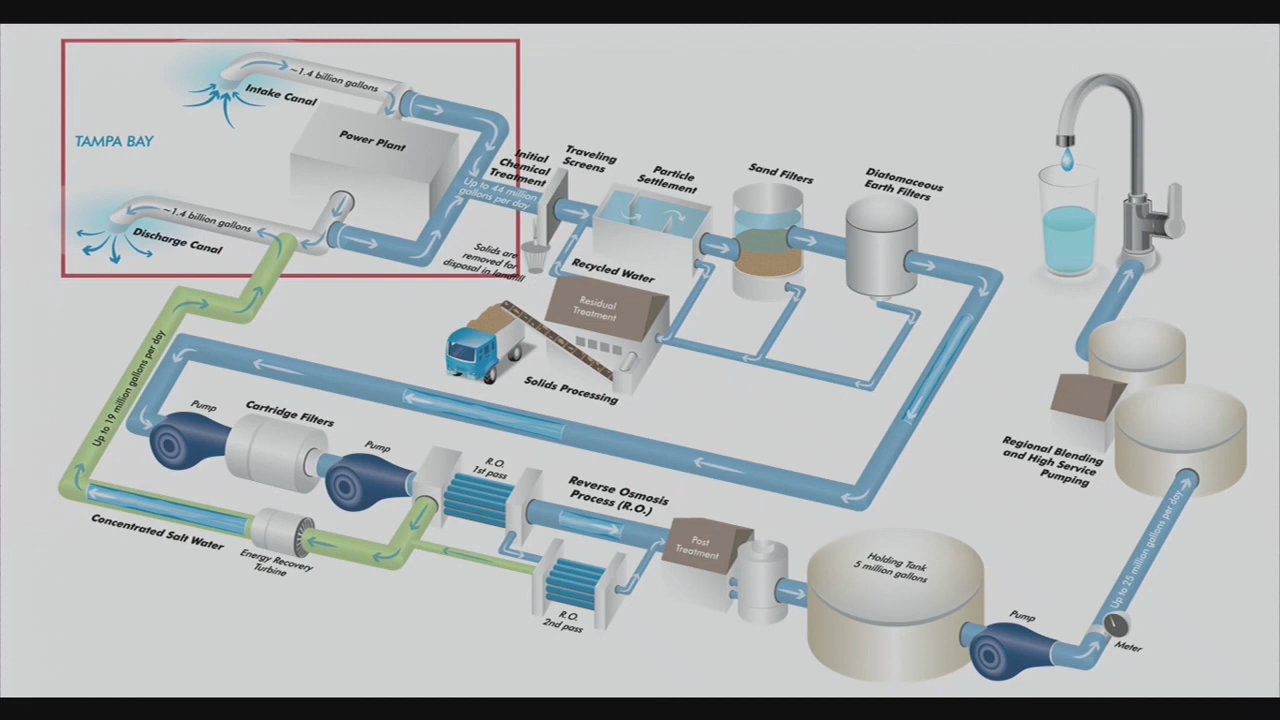 ~1.4 billion gallons
Intake Canal
TAMPA BAY
Power Plant
~1.4 billion gallons
Discharge Canal
Up to 44 million
gallons per day
Initial
Chemical
Treatment
Traveling
Screens
Particle
Settlement
Sand Filters
Diatomaceous
Earth Filters
Solids are
removed for
disposal in landfill
Recycled Water
Residual
Treatment
Solids Processing
Up to 19 million gallons per day
Pump
Cartridge Filters
Pump
R.O.
1st pass
Reverse Osmosis
Process (R.O.)
Concentrated Salt Water
Energy Recovery
Turbine
R.O.
2nd pass
Post
Treatment
Holding Tank
5 million gallons
Pump
Meter
Up to 25 million gallons per day
Regional Blending
and High Service
Pumping